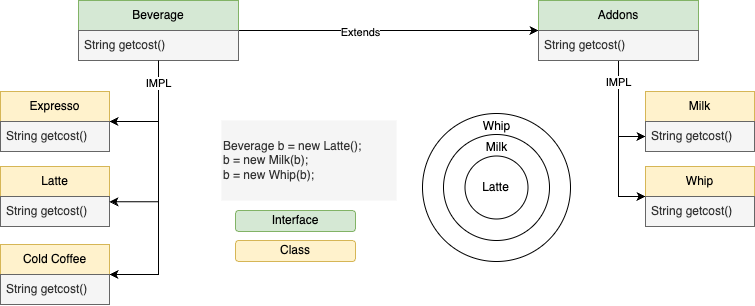 Beverage
String getcost()
Extends
Addons
String getcost()
IMPL
IMPL
Expresso
String getcost()
Latte
String getcost()
Cold Coffee
String getcost()
Beverage b = new Latte();
b = new Milk(b);
b = new Whip(b);
Interface
Class
Whip
Milk
Latte
Milk
String getcost()
Whip
String getcost()